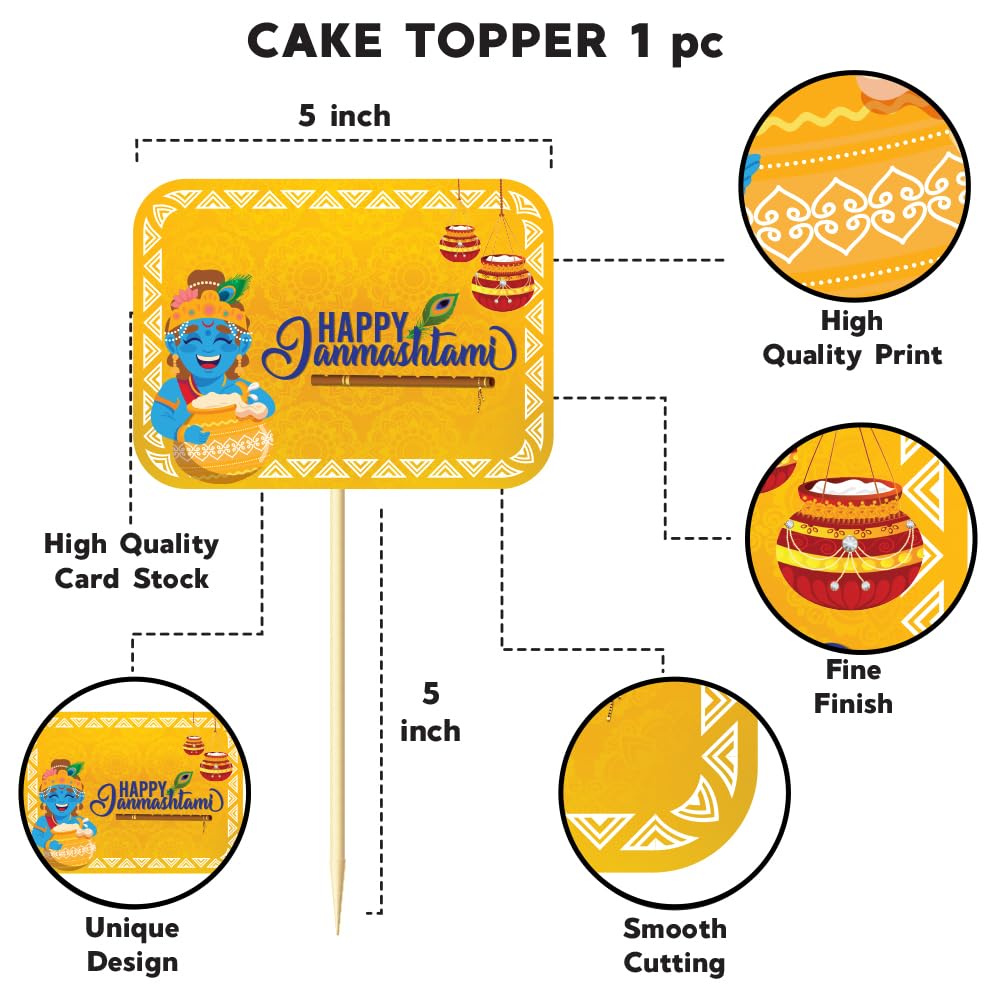 CAKE TOPPER 1 pc
5 inch
HAPPY
Janmashtami
High
Quality Print
High Quality
Card Stock
Fine
Finish
5
inch
HAPPY
Janmashtami
Unique
Design
Smooth
Cutting